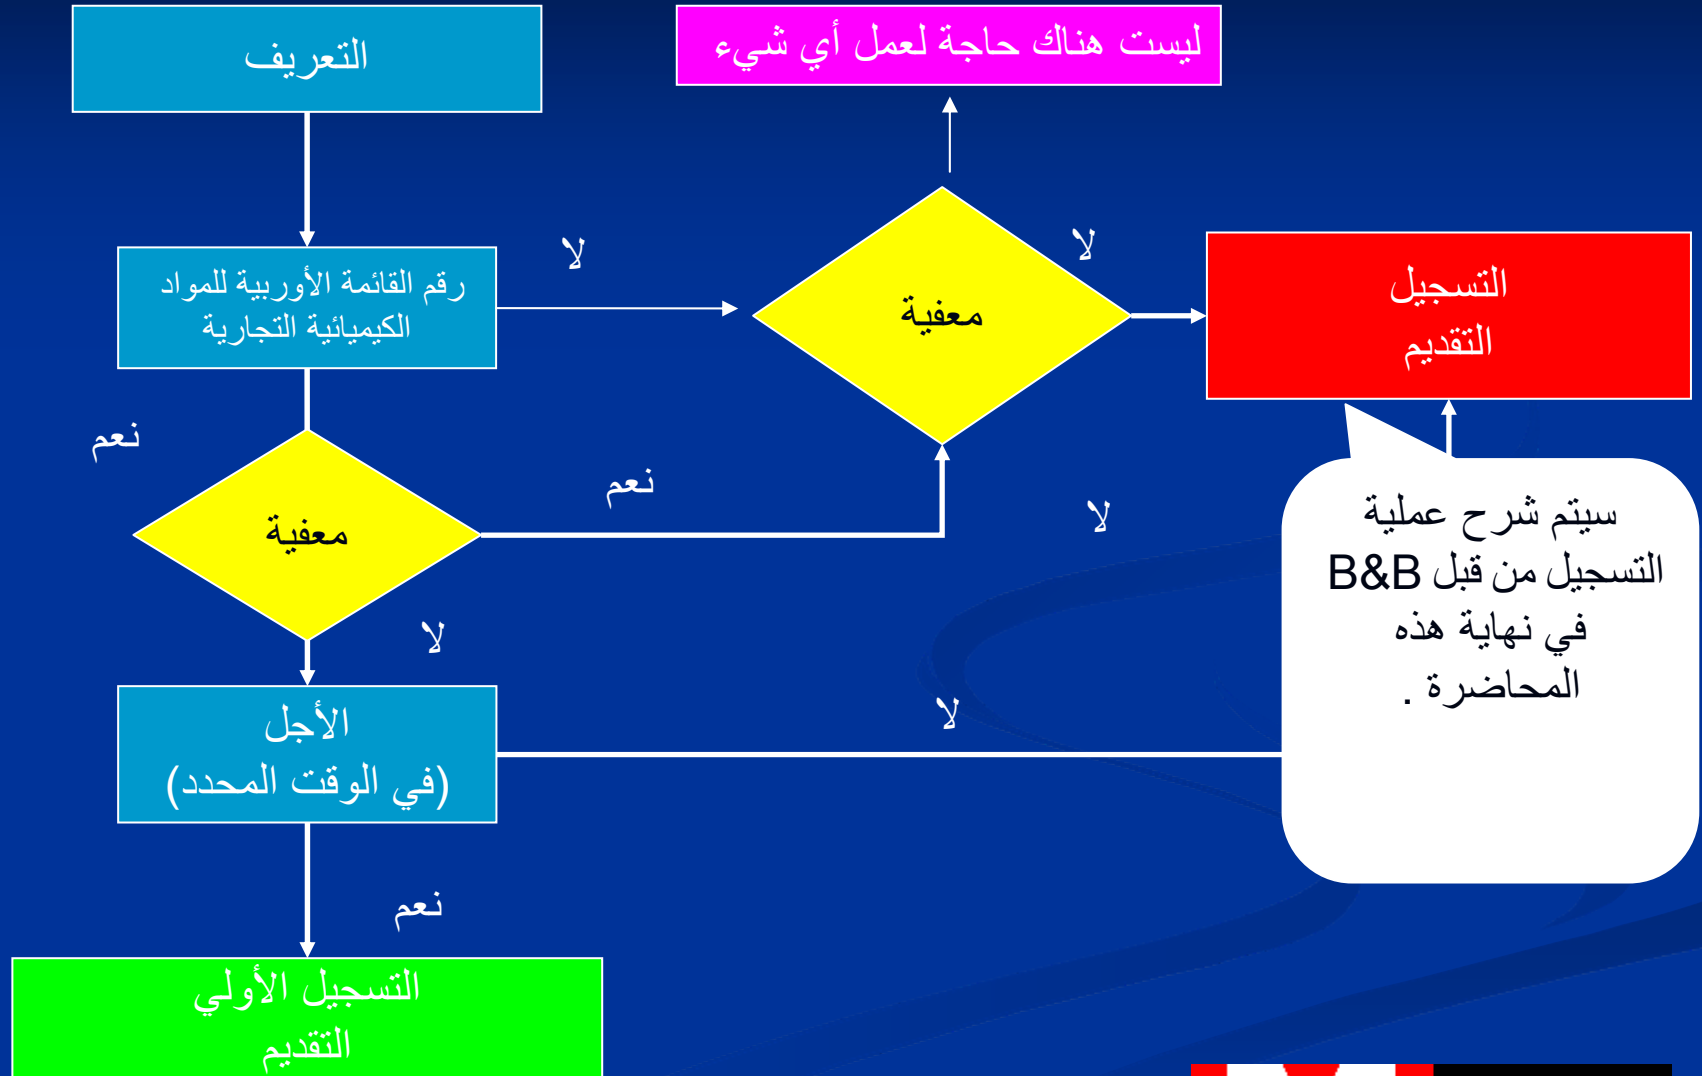 التعريف
ليست هناك حاجة لعمل أي شيء
لا
لا
رقم القائمة الأوربية للمواد
الكيميائية التجارية
معفية
التسجيل
التقديم
نعم
نعم
لا
معفية
سيتم شرح عملية
التسجيل من قبل B&B
في نهاية هذه
المحاضرة .
لا
الأجل
(في الوقت المحدد)
لا
نعم
التسجيل الأولي
التقديم